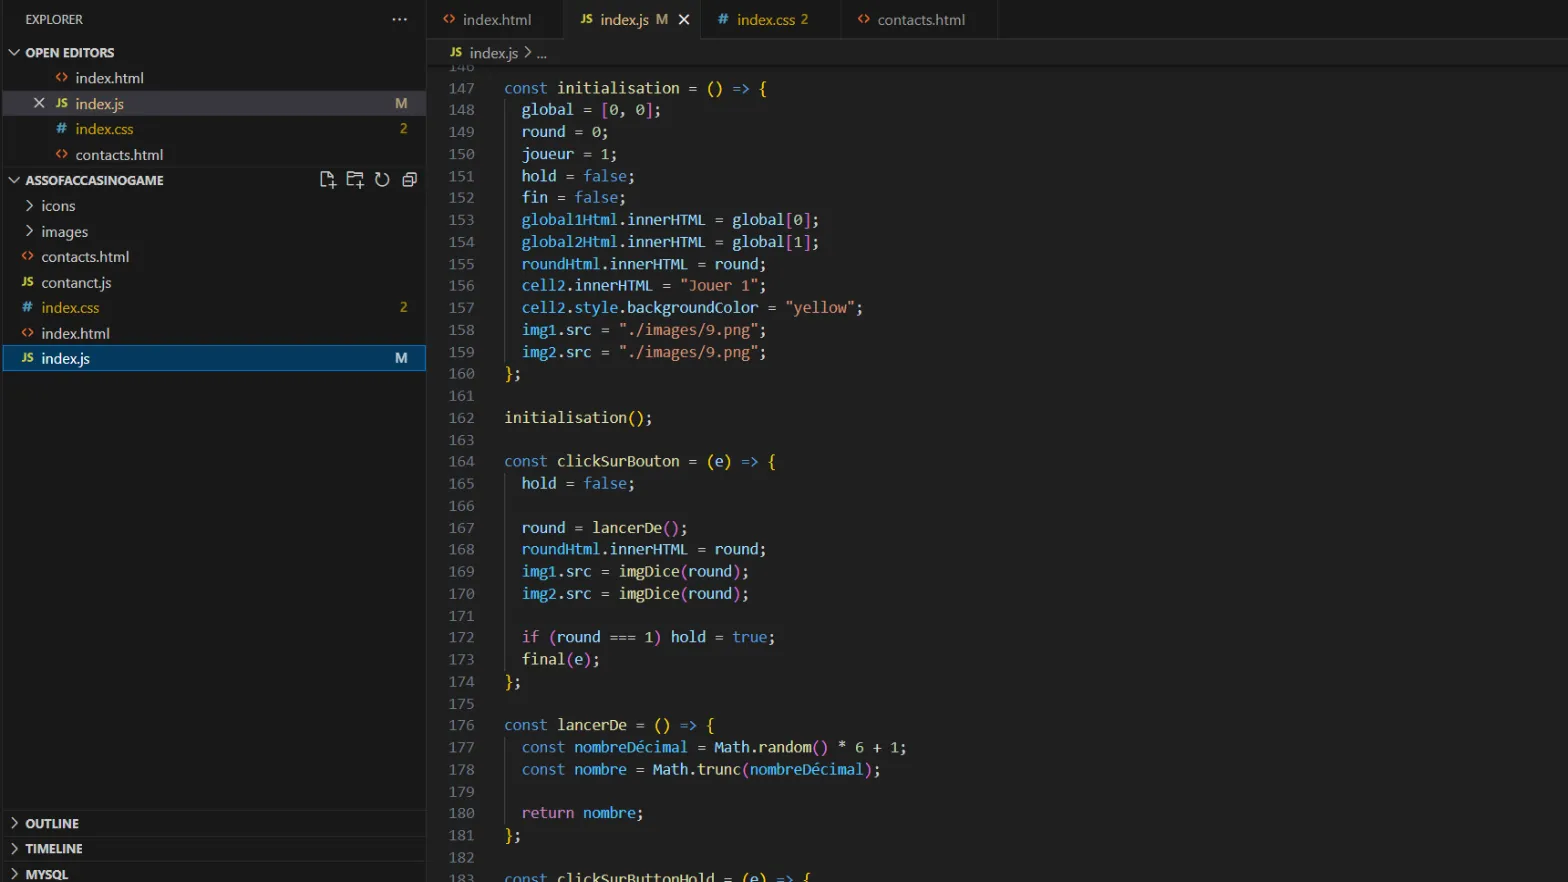 EXPLORER
OPEN EDITORS
index.html
index.js M
index.css 2
contacts.html
ASSOFACCASINOGAME
icons
images
contacts.html
contanct.js
index.css 2
index.html
index.js M
OUTLINE
TIMELINE
MYSQL
index.html
JS index.js M
# index.css 2
contacts.html
JS index.js > ...
146
147 const initialisation = () => {
148 global = [0, 0];
149 round = 0;
150 joueur = 1;
151 hold = false;
152 fin = false;
153 global1Html.innerHTML = global[0];
154 global2Html.innerHTML = global[1];
155 roundHtml.innerHTML = round;
156 cell2.innerHTML = "Jouer 1";
157 cell2.style.backgroundColor = "yellow";
158 img1.src = "./images/9.png";
159 img2.src = "./images/9.png";
160 };
161
162 initialisation();
163
164 const clickSurBouton = (e) => {
165 hold = false;
166
167 round = lancerDe();
168 roundHtml.innerHTML = round;
169 img1.src = imgDice(round);
170 img2.src = imgDice(round);
171
172 if (round === 1) hold = true;
173 final(e);
174 };
175
176 const lancerDe = () => {
177 const nombreDécimal = Math.random() * 6 + 1;
178 const nombre = Math.trunc(nombreDécimal);
179
180 return nombre;
181 };
182
183 const clickSurButtonHold = (e) => {